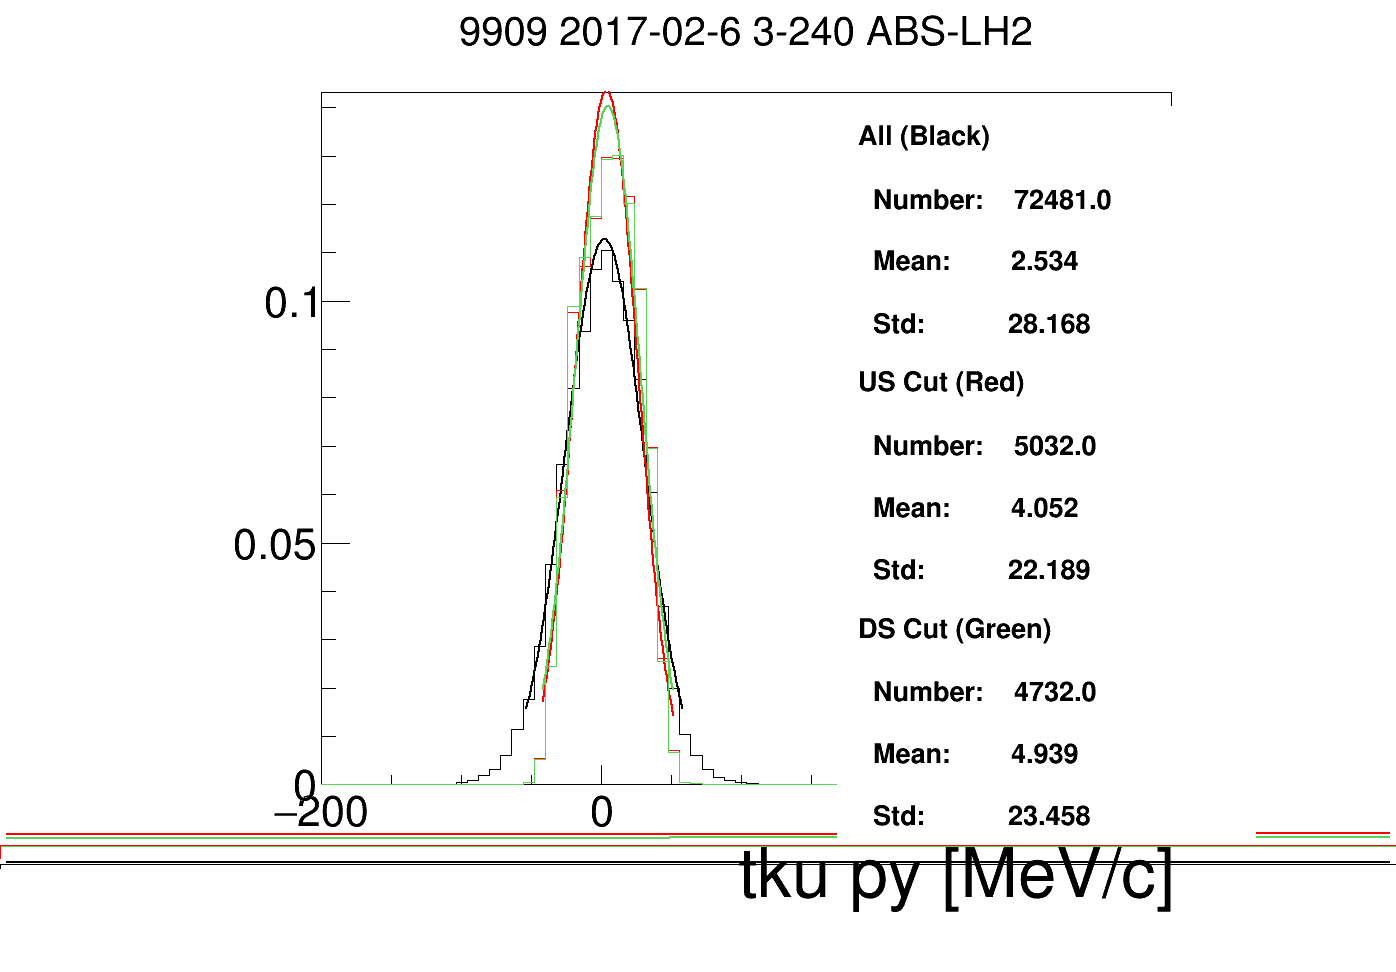 9909 2017-02-6 3-240 ABS-LH2
All (Black)
Number: 72481.0
Mean: 2.534
Std: 28.168
US Cut (Red)
Number: 5032.0
Mean: 4.052
Std: 22.189
DS Cut (Green)
Number: 4732.0
Mean: 4.939
Std: 23.458
0.1
0.05
0
−200 0
tku py [MeV/c]